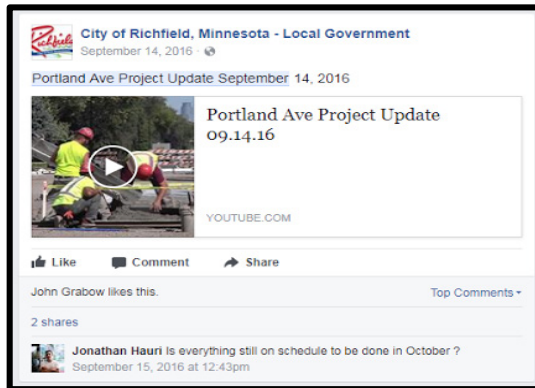 Richfield
City of Richfield, Minnesota - Local Government
September 14, 2016 ·
Portland Ave Project Update September 14, 2016
Portland Ave Project Update
09.14.16
YOUTUBE.COM
Like Comment Share
John Grabow likes this.
Top Comments
2 shares
Jonathan Hauri Is everything still on schedule to be done in October ?
September 15, 2016 at 12:43pm